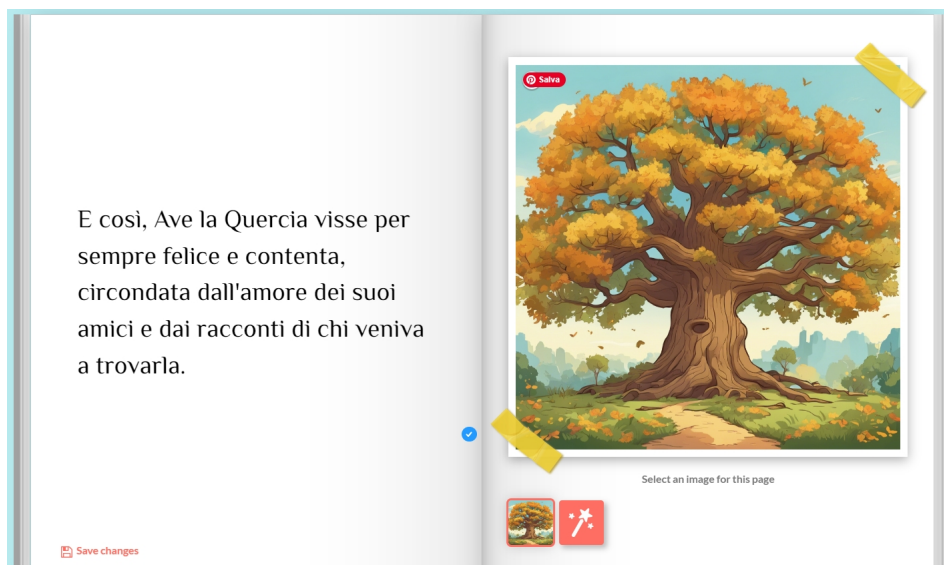 E così, Ave la Quercia visse per
sempre felice e contenta,
circondata dall'amore dei suoi
amici e dai racconti di chi veniva
a trovarla.
Save changes
Salva
Select an image for this page